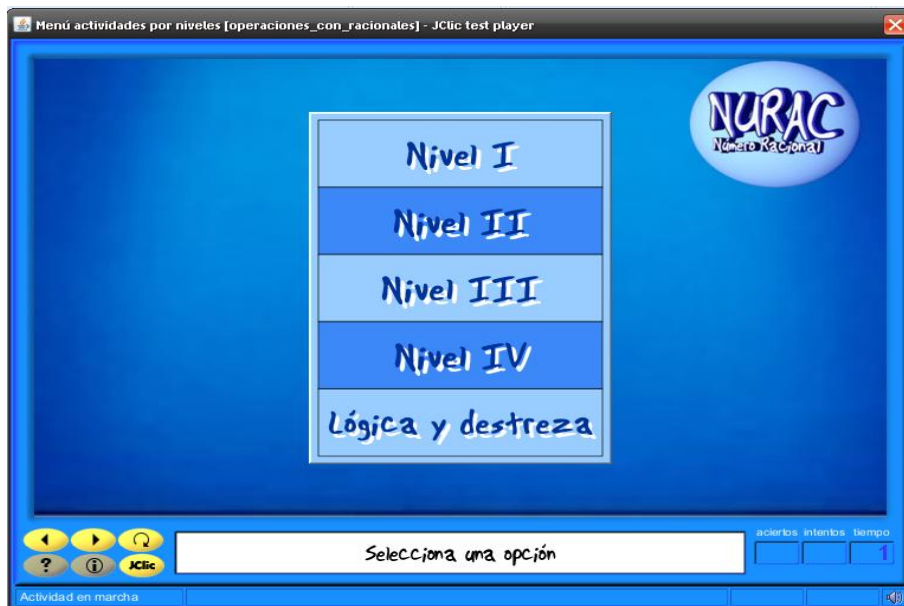 Menú actividades por niveles [operaciones_con_racionales] - JClic test player
NURAC
Número Racional
Nivel I
Nivel II
Nivel III
Nivel IV
Lógica y destreza
Selecciona una opción
aciertos intentos tiempo
1
? i JClic
Actividad en marcha